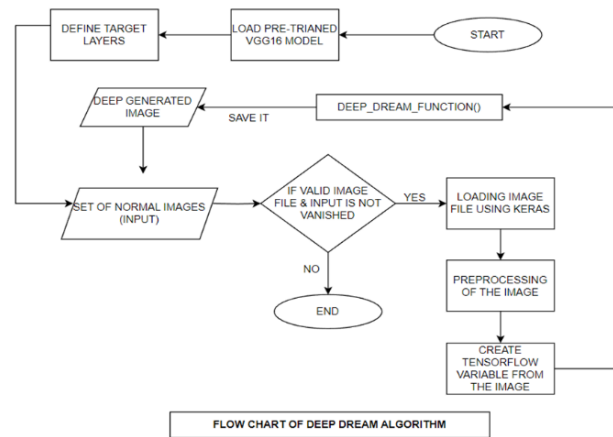 START
LOAD PRE-TRIANED
VGG16 MODEL
DEFINE TARGET
LAYERS
DEEP GENERATED
IMAGE
SAVE IT
DEEP_DREAM_FUNCTION()
SET OF NORMAL IMAGES
(INPUT)
IF VALID IMAGE
FILE & INPUT IS NOT
VANISHED
YES
LOADING IMAGE
FILE USING KERAS
NO
END
PREPROCESSING
OF THE IMAGE
CREATE
TENSORFLOW
VARIABLE FROM
THE IMAGE
FLOW CHART OF DEEP DREAM ALGORITHM